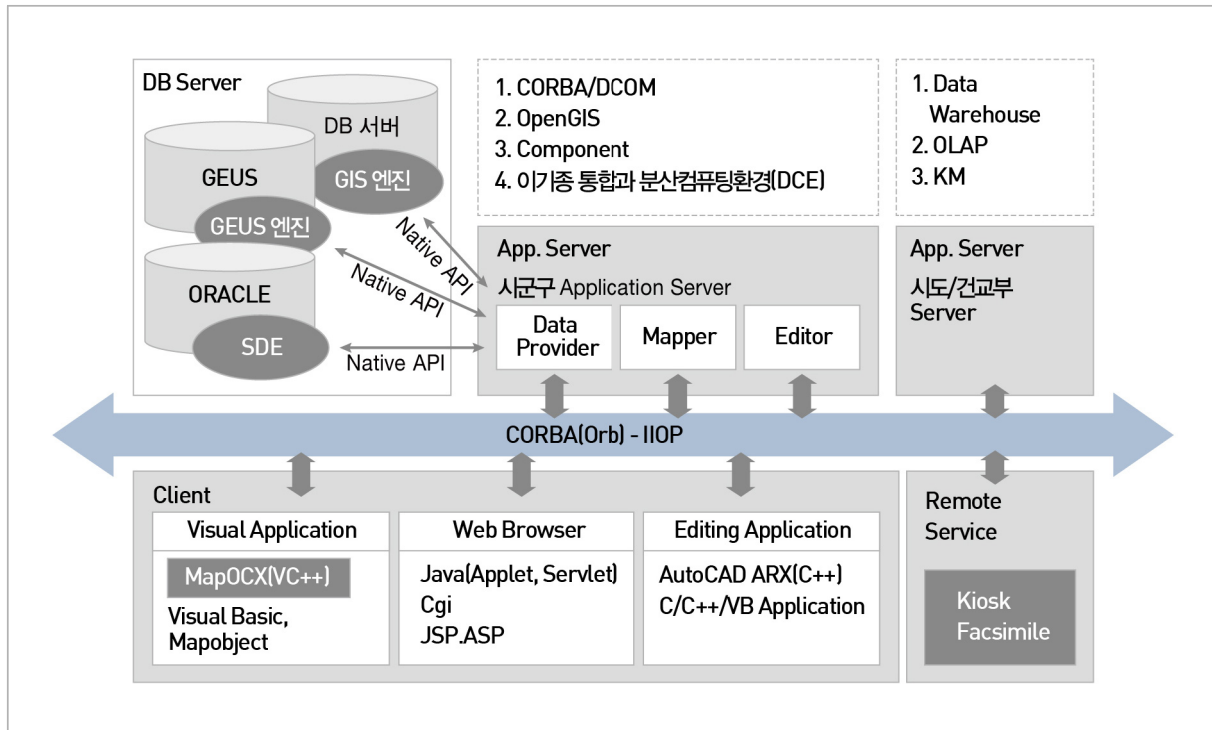 DB Server
DB 서버
GIS 엔진
GEUS
GEUS 엔진
ORACLE
SDE
Native API
Native API
Native API
1. CORBA/DCOM
2. OpenGIS
3. Component
4. 이기종 통합과 분산컴퓨팅환경(DCE)
1. Data
Warehouse
2. OLAP
3. KM
App. Server
시군구 Application Server
Data
Provider
Mapper
Editor
App. Server
시도/건교부
Server
CORBA(Orb) - IIOP
Client
Visual Application
MapOCX(VC++)
Visual Basic,
Mapobject
Web Browser
Java(Applet, Servlet)
Cgi
JSP.ASP
Editing Application
AutoCAD ARX(C++)
C/C++/VB Application
Remote
Service
Kiosk
Facsimile